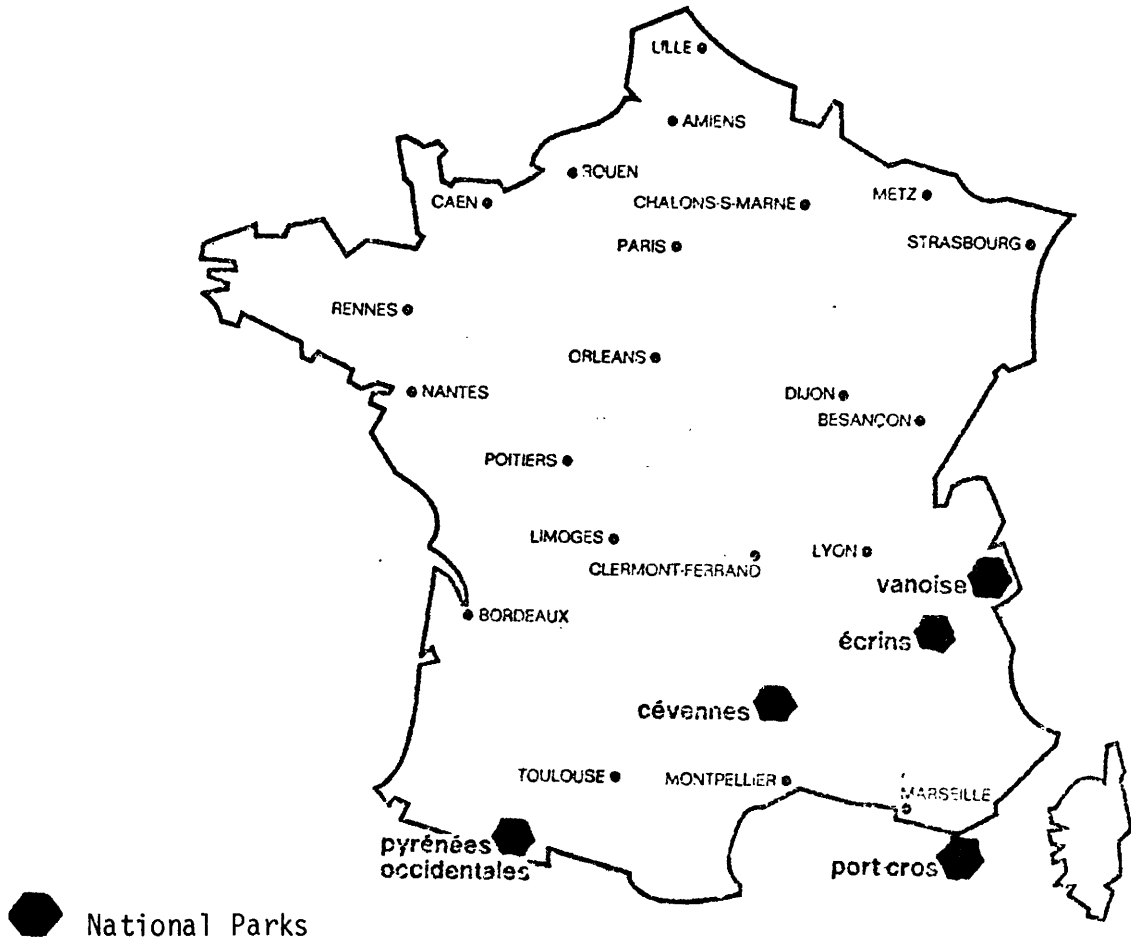 LILLE
AMIENS
ROUEN
CAEN
CHALONS-S-MARNE
METZ
PARIS
STRASBOURG
RENNES
ORLEANS
NANTES
DIJON
BESANÇON
POITIERS
LIMOGES
CLERMONT-FERRAND
LYON
vanoise
BORDEAUX
écrins
cévennes
TOULOUSE
MONTPELLIER
MARSEILLE
pyrénées
occidentales
port-cros
National Parks